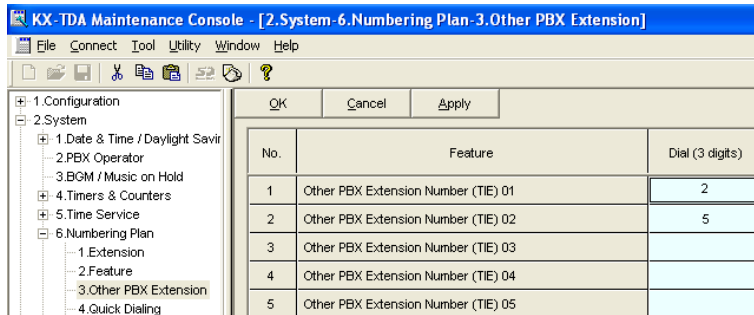 KX-TDA Maintenance Console - [2.System-6.Numbering Plan-3.Other PBX Extension]
File Connect Tool Utility Window Help
1.Configuration
2.System
1.Date & Time / Daylight Savir
2.PBX Operator
3.BGM / Music on Hold
4.Timers & Counters
5.Time Service
6.Numbering Plan
1.Extension
2.Feature
3.Other PBX Extension
4.Quick Dialing
OK Cancel Apply
No. Feature Dial (3 digits)
1 Other PBX Extension Number (TIE) 01 2
2 Other PBX Extension Number (TIE) 02 5
3 Other PBX Extension Number (TIE) 03
4 Other PBX Extension Number (TIE) 04
5 Other PBX Extension Number (TIE) 05